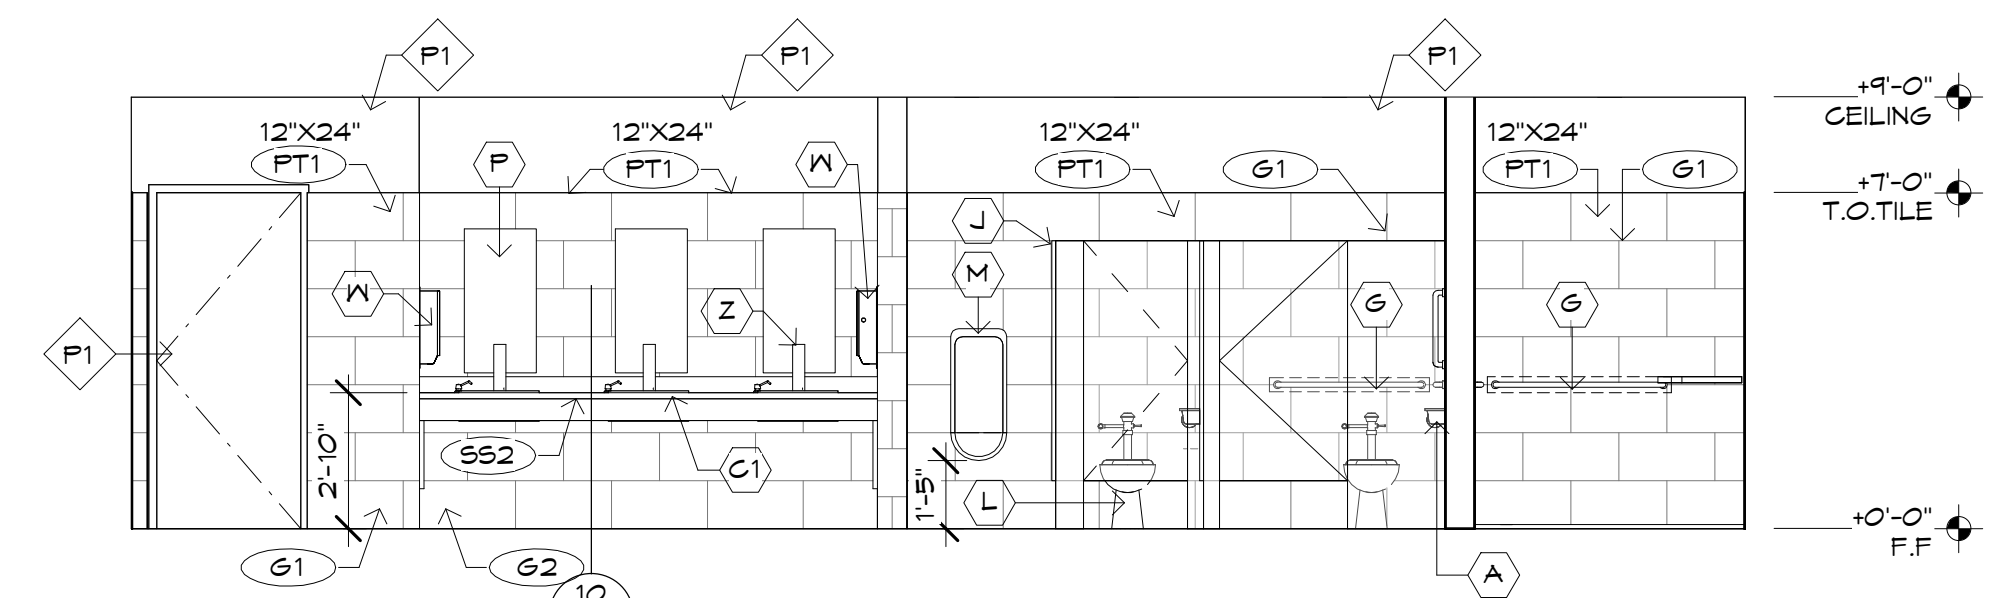 P1
P1
P1
+9'-0"
CEILING
12"X24"
PT1
P
12"X24"
PT1
W
12"X24"
PT1
G1
12"X24"
PT1
G1
+7'-0"
T.O.TILE
J
M
W
Z
G
G
P1
2'-10"
SS2
C1
1'-5"
L
+0'-0"
F.F
G1
G2
10
A